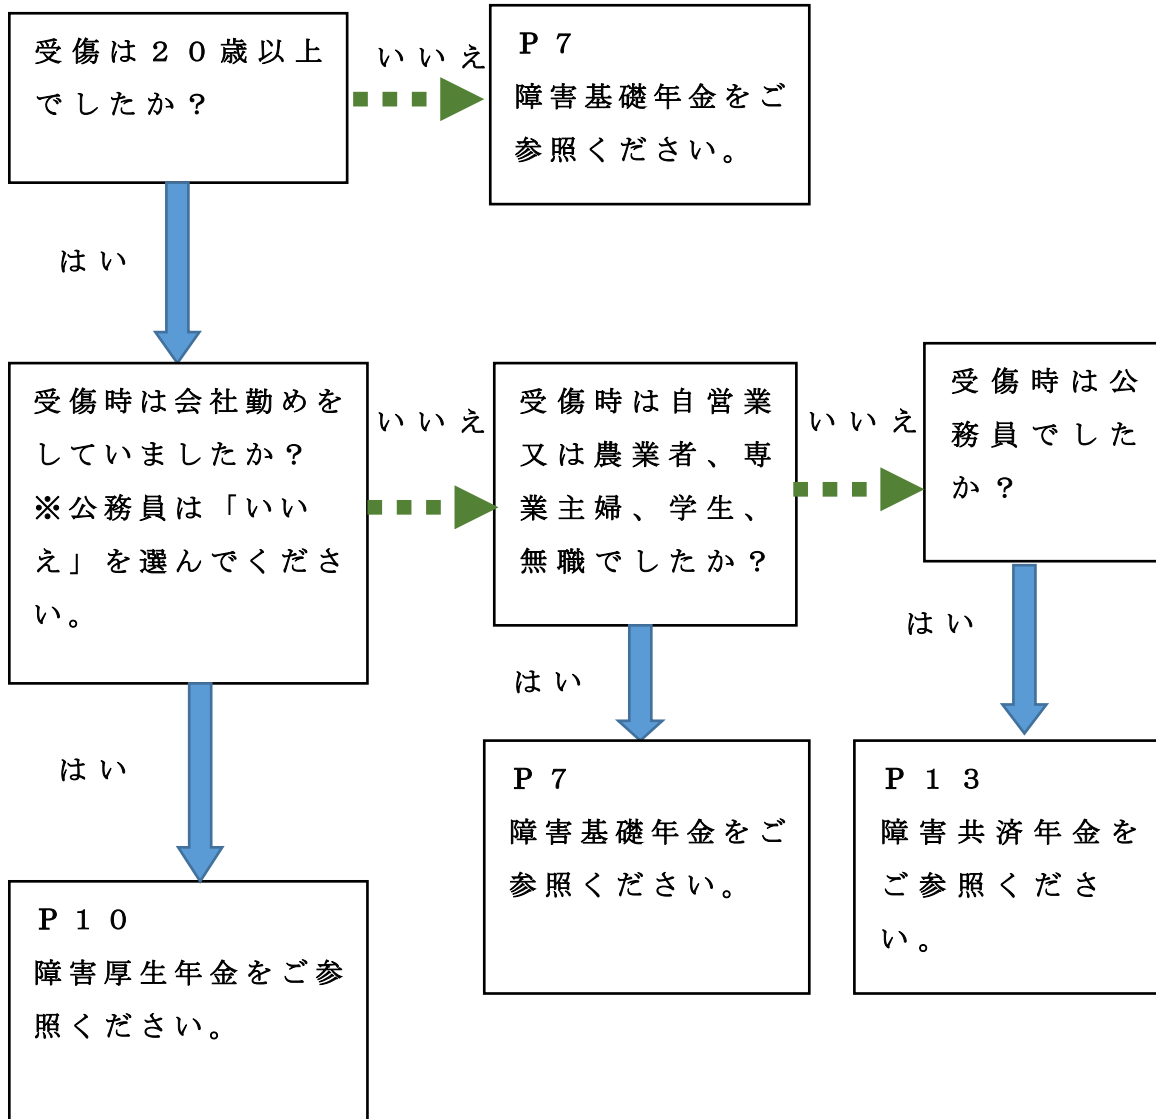 受傷は２０歳以上
でしたか？
いいえ
Ｐ７
障害基礎年金をご
参照ください。
はい
受傷時は会社勤めを
していましたか？
※公務員は「いい
え」を選んでくださ
い。
いいえ
受傷時は自営業
又は農業者、専
業主婦、学生、
無職でしたか？
いいえ
受傷時は公
務員でした
か？
はい
はい
はい
Ｐ７
障害基礎年金をご
参照ください。
Ｐ１３
障害共済年金を
ご参照くださ
い。
Ｐ１０
障害厚生年金をご参
照ください。